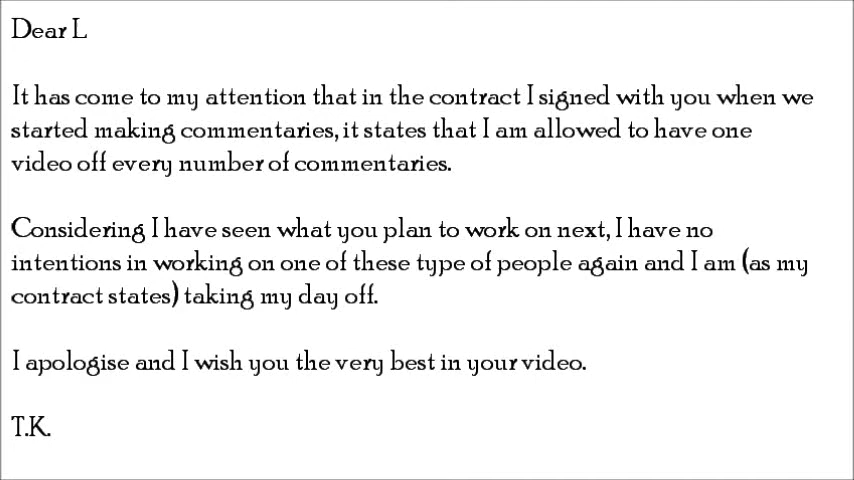 Dear L
It has come to my attention that in the contract I signed with you when we
started making commentaries, it states that I am allowed to have one
video off every number of commentaries.
Considering I have seen what you plan to work on next, I have no
intentions in working on one of these type of people again and I am (as my
contract states) taking my day off.
I apologise and I wish you the very best in your video.
T.K.